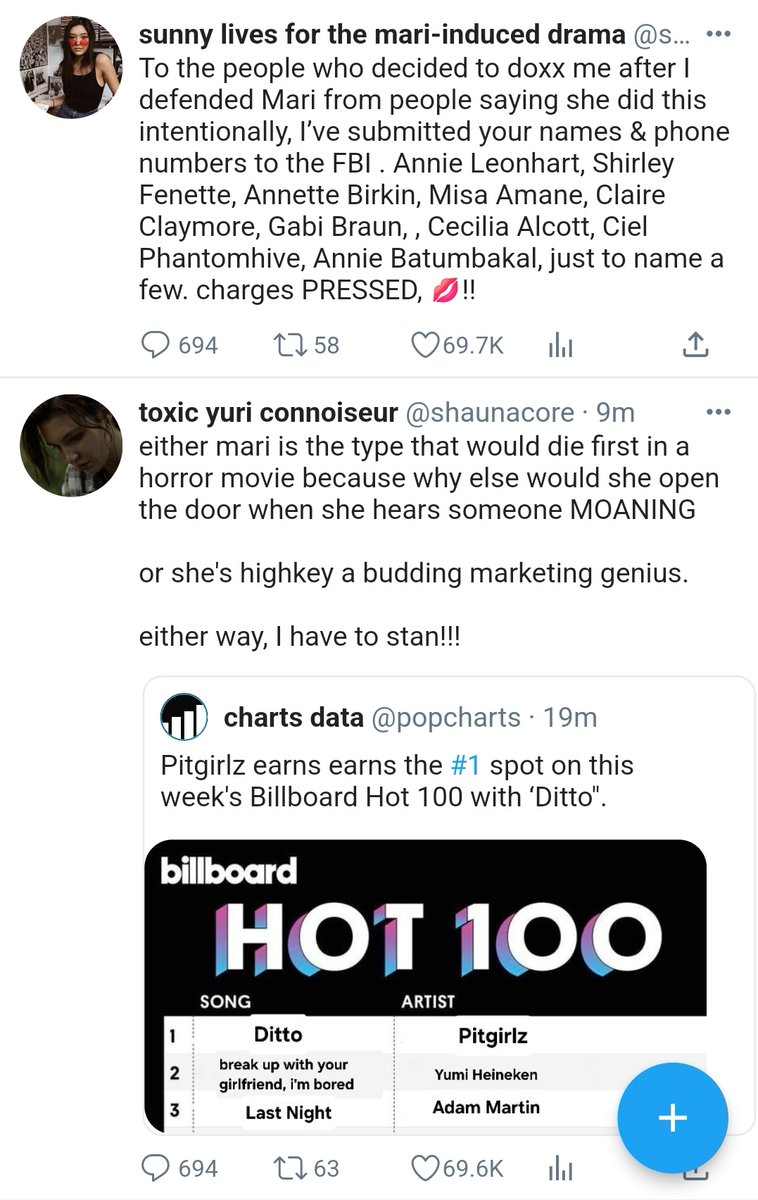 sunny lives for the mari-induced drama @s...
To the people who decided to doxx me after I
defended Mari from people saying she did this
intentionally, I’ve submitted your names & phone
numbers to the FBI . Annie Leonhart, Shirley
Fenette, Annette Birkin, Misa Amane, Claire
Claymore, Gabi Braun, , Cecilia Alcott, Ciel
Phantomhive, Annie Batumbakal, just to name a
few. charges PRESSED, 💋!!
694 58 69.7K
toxic yuri connoiseur @shaunacore · 9m
either mari is the type that would die first in a
horror movie because why else would she open
the door when she hears someone MOANING
or she's highkey a budding marketing genius.
either way, I have to stan!!!
charts data @popcharts · 19m
Pitgirlz earns earns the #1 spot on this
week's Billboard Hot 100 with ‘Ditto".
billboard
HOT 100
SONG ARTIST
1 Ditto Pitgirlz
2 break up with your
girlfriend, i'm bored Yumi Heineken
3 Last Night Adam Martin
694 63 69.6K